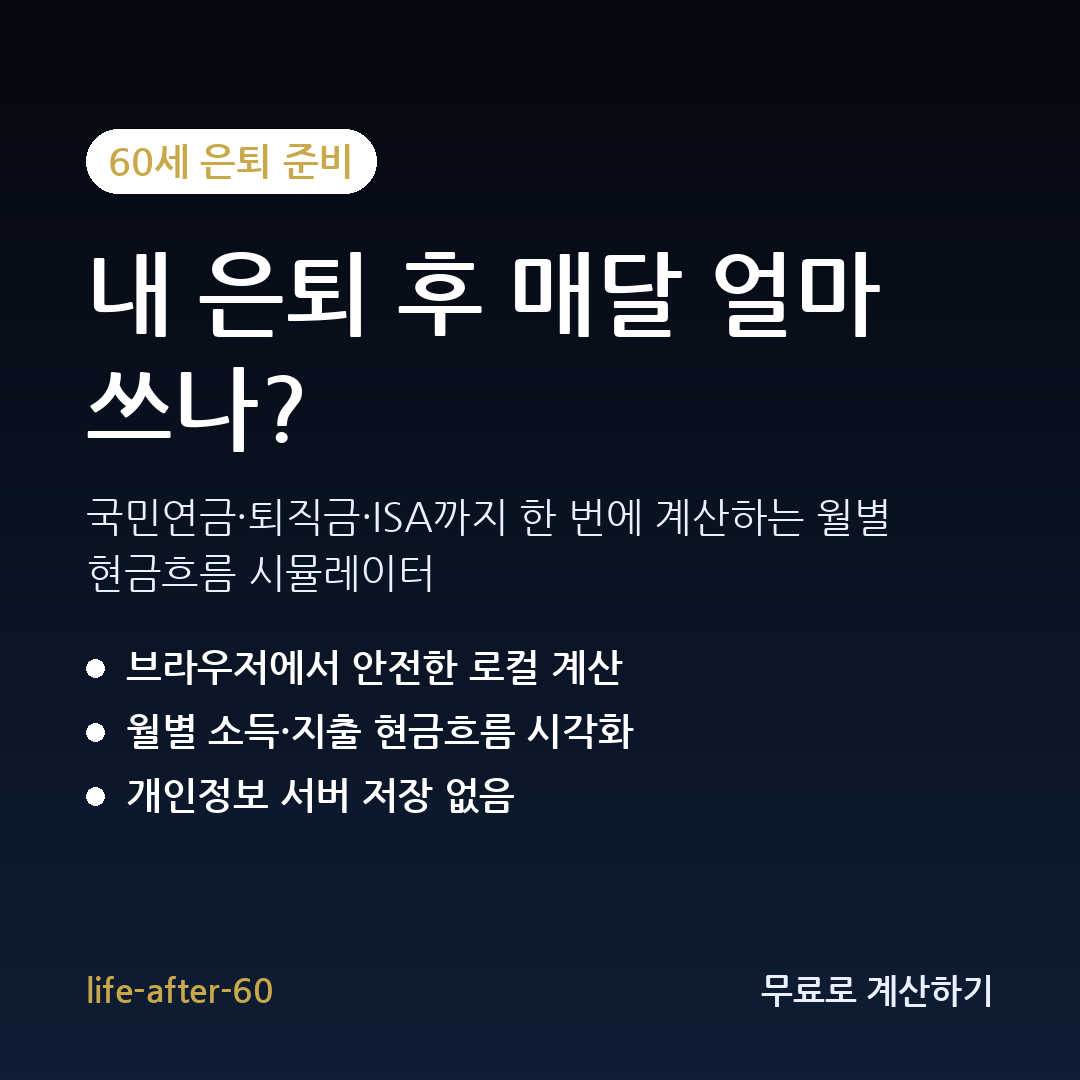 60세 은퇴 준비
내 은퇴 후 매달 얼마
쓰나?
국민연금·퇴직금·ISA까지 한 번에 계산하는 월별
현금흐름 시뮬레이터
브라우저에서 안전한 로컬 계산
월별 소득·지출 현금흐름 시각화
개인정보 서버 저장 없음
life-after-60
무료로 계산하기